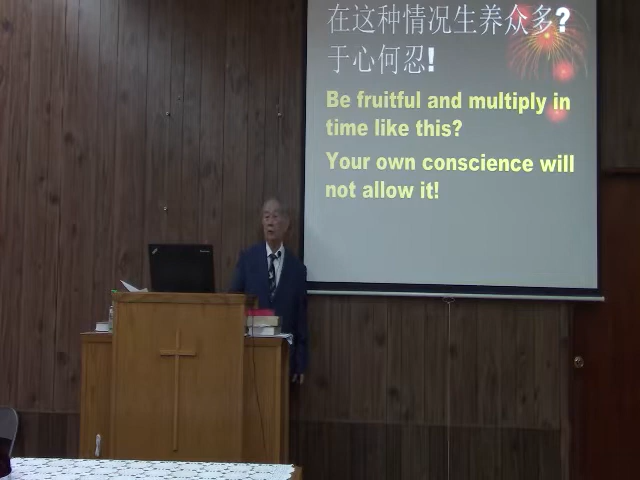 在这种情况生养众多?
于心何忍!
Be fruitful and multiply in
time like this?
Your own conscience will
not allow it!